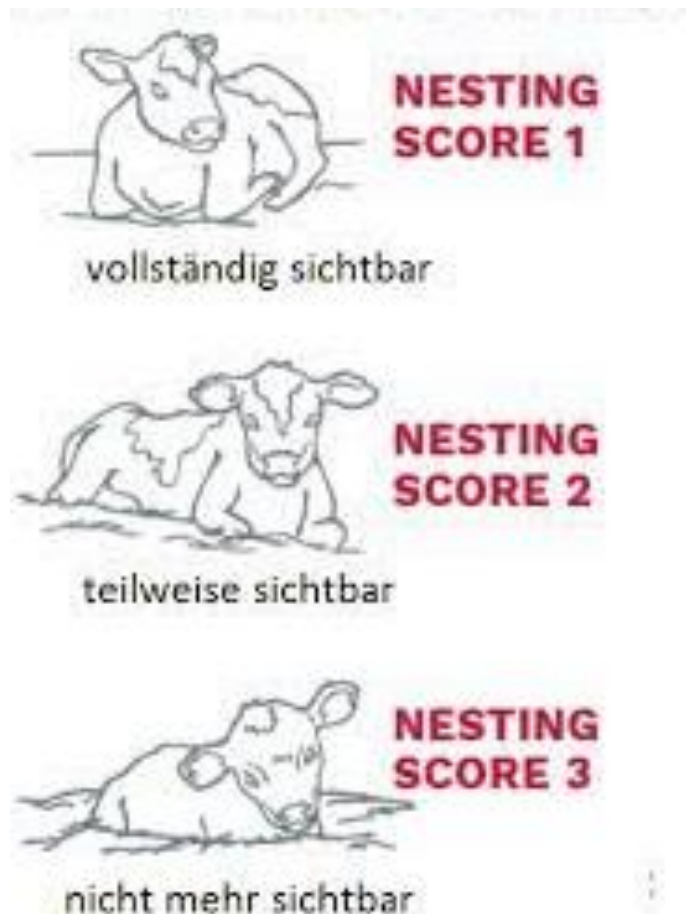 NESTING
SCORE 1
vollständig sichtbar
NESTING
SCORE 2
teilweise sichtbar
NESTING
SCORE 3
nicht mehr sichtbar